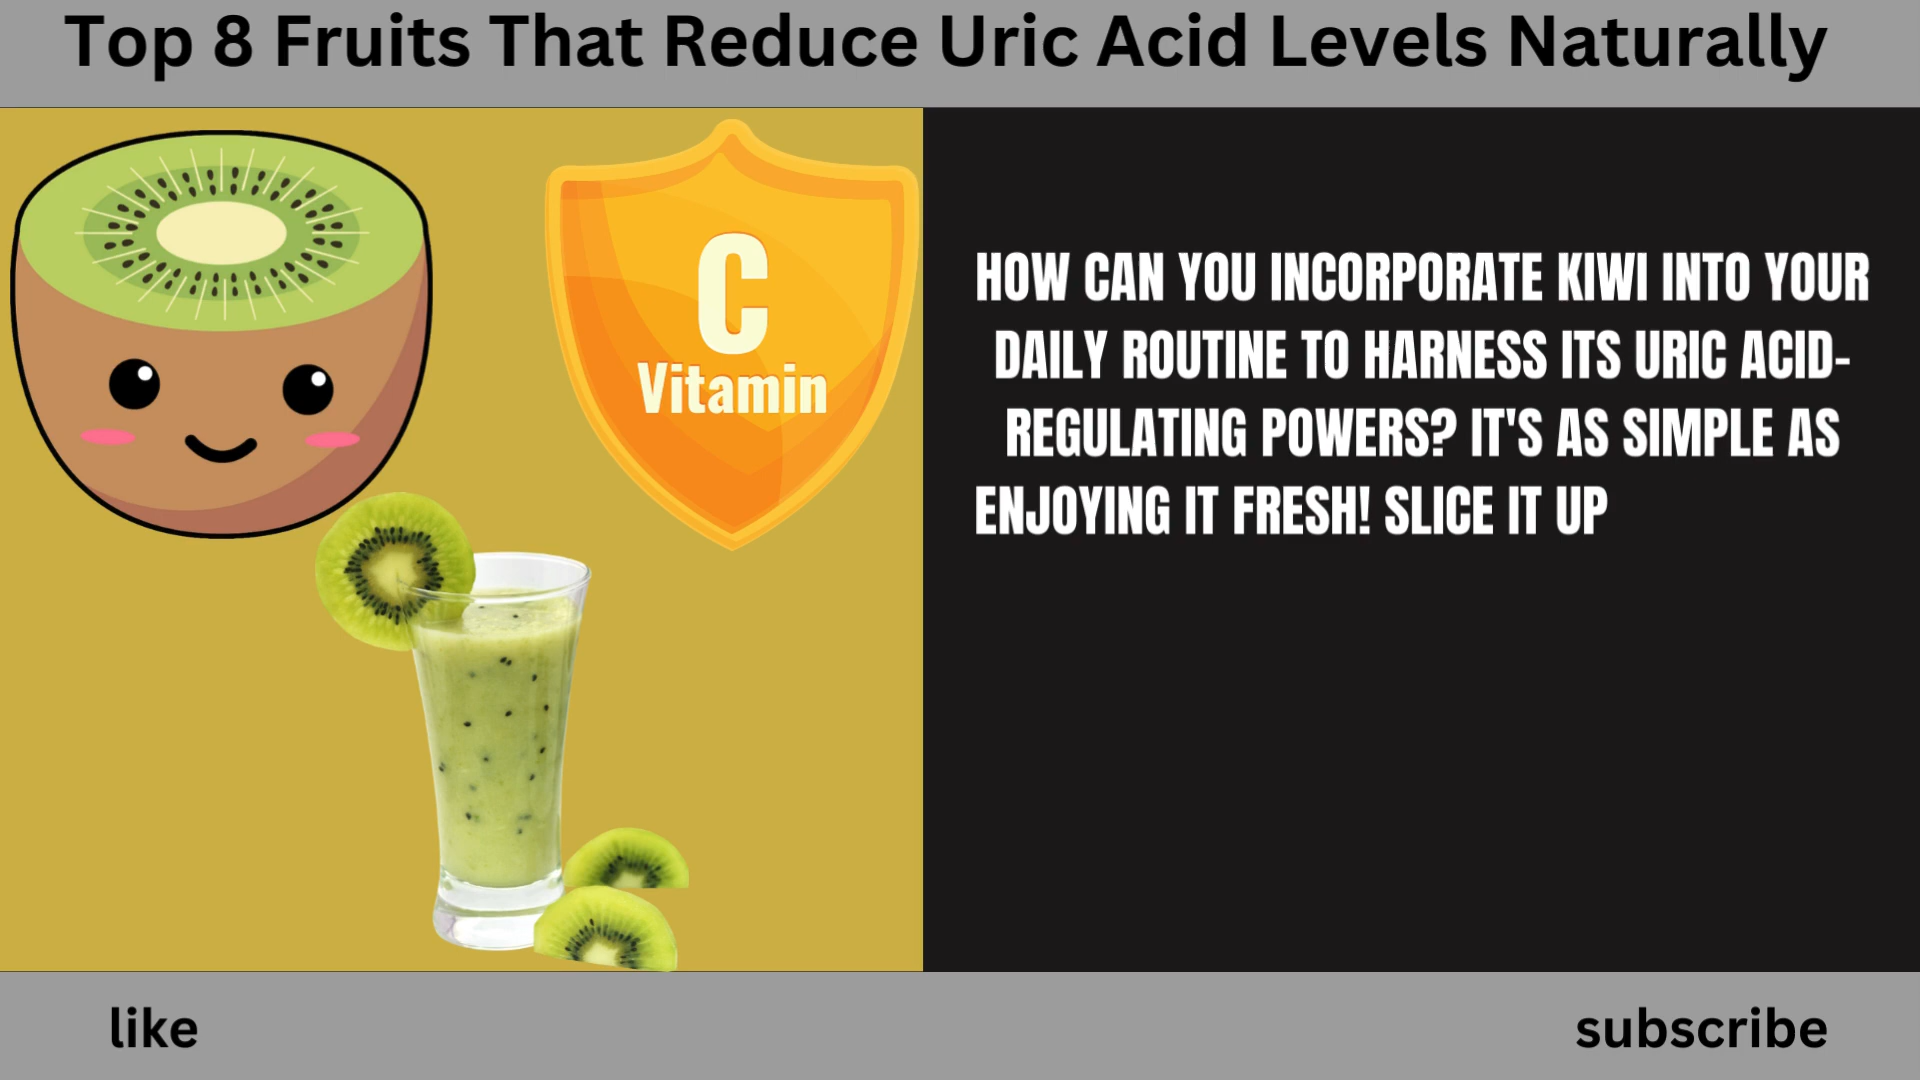 Top 8 Fruits That Reduce Uric Acid Levels Naturally
C
Vitamin
HOW CAN YOU INCORPORATE KIWI INTO YOUR
DAILY ROUTINE TO HARNESS ITS URIC ACID-
REGULATING POWERS? IT'S AS SIMPLE AS
ENJOYING IT FRESH! SLICE IT UP
like
subscribe